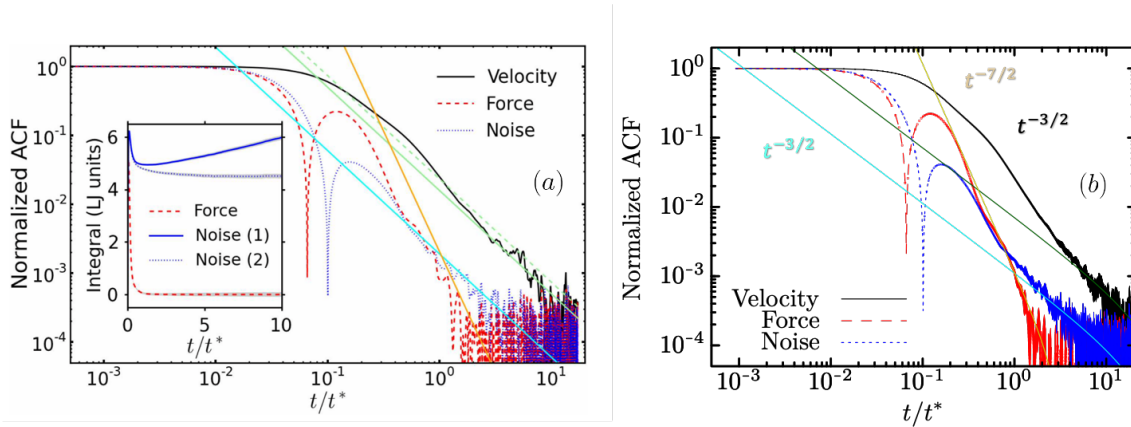 Normalized ACF
10^0
10^{-1}
10^{-2}
10^{-3}
10^{-4}
Velocity
Force
Noise
(a)
Integral (LJ units)
6
4
2
0
Force
Noise (1)
Noise (2)
0
5
10
t/t*
10^{-3}
10^{-2}
10^{-1}
10^0
10^1
t/t*
Normalized ACF
10^0
10^{-1}
10^{-2}
10^{-3}
10^{-4}
t^{-7/2}
t^{-3/2}
t^{-3/2}
(b)
Velocity
Force
Noise
10^{-3}
10^{-2}
10^{-1}
10^0
10^1
t/t*